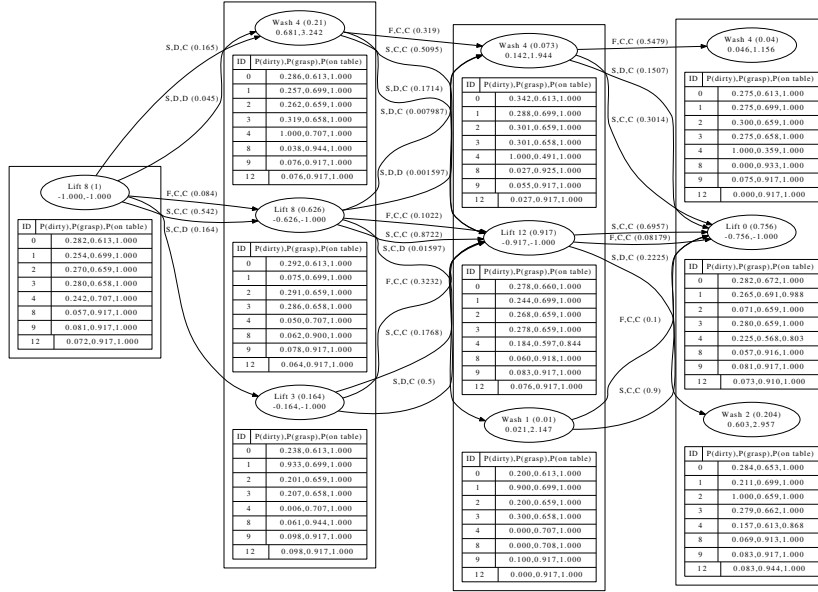 Lift 8 (1)
-1.000,-1.000
ID P(dirty),P(grasp),P(on table)
0 0.282,0.613,1.000
1 0.254,0.699,1.000
2 0.270,0.659,1.000
3 0.280,0.658,1.000
4 0.242,0.707,1.000
8 0.057,0.917,1.000
9 0.081,0.917,1.000
12 0.072,0.917,1.000
S,D,C (0.165)
S,D,D (0.045)
F,C,C (0.084)
S,C,C (0.542)
S,C,D (0.164)
Wash 4 (0.21)
0.681,3.242
ID P(dirty),P(grasp),P(on table)
0 0.286,0.613,1.000
1 0.257,0.699,1.000
2 0.262,0.659,1.000
3 0.319,0.658,1.000
4 1.000,0.707,1.000
8 0.038,0.944,1.000
9 0.076,0.917,1.000
12 0.076,0.917,1.000
Lift 8 (0.626)
-0.626,-1.000
ID P(dirty),P(grasp),P(on table)
0 0.292,0.613,1.000
1 0.075,0.699,1.000
2 0.291,0.659,1.000
3 0.286,0.658,1.000
4 0.050,0.707,1.000
8 0.062,0.900,1.000
9 0.078,0.917,1.000
12 0.064,0.917,1.000
Lift 3 (0.164)
-0.164,-1.000
ID P(dirty),P(grasp),P(on table)
0 0.238,0.613,1.000
1 0.933,0.699,1.000
2 0.201,0.659,1.000
3 0.207,0.658,1.000
4 0.006,0.707,1.000
8 0.061,0.944,1.000
9 0.098,0.917,1.000
12 0.098,0.917,1.000
F,C,C (0.319)
S,C,C (0.5095)
S,D,C (0.1714)
S,D,C (0.007987)
S,D,D (0.001597)
F,C,C (0.1022)
S,C,C (0.8722)
S,C,D (0.01597)
F,C,C (0.3232)
S,C,C (0.1768)
S,D,C (0.5)
Wash 4 (0.073)
0.142,1.944
ID P(dirty),P(grasp),P(on table)
0 0.342,0.613,1.000
1 0.288,0.699,1.000
2 0.301,0.659,1.000
3 0.301,0.658,1.000
4 1.000,0.491,1.000
8 0.027,0.925,1.000
9 0.055,0.917,1.000
12 0.027,0.917,1.000
Lift 12 (0.917)
-0.917,-1.000
ID P(dirty),P(grasp),P(on table)
0 0.278,0.660,1.000
1 0.244,0.699,1.000
2 0.268,0.659,1.000
3 0.278,0.659,1.000
4 0.184,0.597,0.844
8 0.060,0.918,1.000
9 0.083,0.917,1.000
12 0.076,0.917,1.000
Wash 1 (0.01)
0.021,2.147
ID P(dirty),P(grasp),P(on table)
0 0.200,0.613,1.000
1 0.900,0.699,1.000
2 0.200,0.659,1.000
3 0.300,0.658,1.000
4 0.000,0.707,1.000
8 0.000,0.708,1.000
9 0.100,0.917,1.000
12 0.000,0.917,1.000
F,C,C (0.5479)
S,D,C (0.1507)
S,C,C (0.3014)
S,C,C (0.6957)
F,C,C (0.08179)
S,D,C (0.2225)
F,C,C (0.1)
S,C,C (0.9)
Wash 4 (0.04)
0.046,1.156
ID P(dirty),P(grasp),P(on table)
0 0.275,0.613,1.000
1 0.275,0.699,1.000
2 0.300,0.659,1.000
3 0.275,0.658,1.000
4 1.000,0.359,1.000
8 0.000,0.933,1.000
9 0.075,0.917,1.000
12 0.000,0.917,1.000
Lift 0 (0.756)
-0.756,-1.000
ID P(dirty),P(grasp),P(on table)
0 0.282,0.672,1.000
1 0.265,0.691,0.988
2 0.071,0.659,1.000
3 0.280,0.659,1.000
4 0.225,0.568,0.803
8 0.057,0.916,1.000
9 0.081,0.917,1.000
12 0.073,0.910,1.000
Wash 2 (0.204)
0.603,2.957
ID P(dirty),P(grasp),P(on table)
0 0.284,0.653,1.000
1 0.211,0.699,1.000
2 1.000,0.659,1.000
3 0.279,0.662,1.000
4 0.157,0.613,0.868
8 0.069,0.913,1.000
9 0.083,0.917,1.000
12 0.083,0.944,1.000